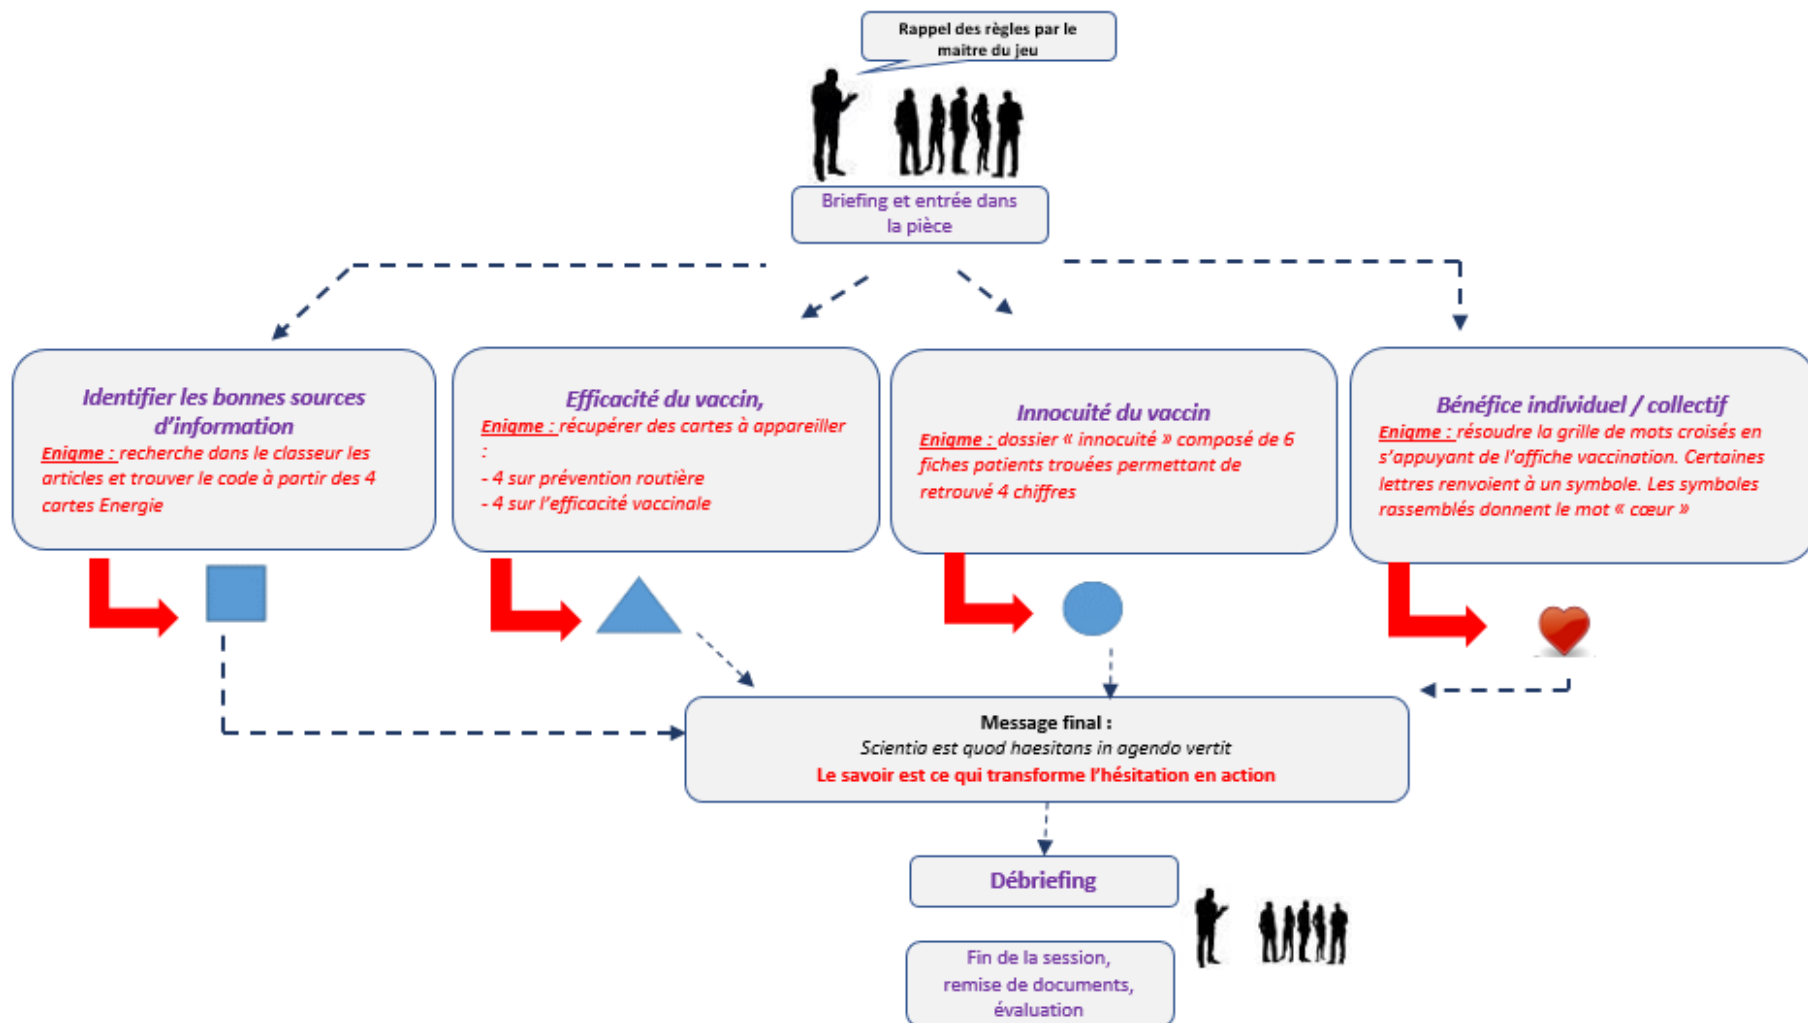 Rappel des règles par le
maitre du jeu
Briefing et entrée dans
la pièce
Identifier les bonnes sources
d'information
Enigme : recherche dans le classeur les
articles et trouver le code à partir des 4
cartes Energie
Efficacité du vaccin,
Enigme : récupérer des cartes à appareiller
:
- 4 sur prévention routière
- 4 sur l'efficacité vaccinale
Innocuité du vaccin
Enigme : dossier « innocuité » composé de 6
fiches patients trouées permettant de
retrouvé 4 chiffres
Bénéfice individuel / collectif
Enigme : résoudre la grille de mots croisés en
s'appuyant de l'affiche vaccination. Certaines
lettres renvoient à un symbole. Les symboles
rassemblés donnent le mot « cœur »
Message final :
Scientia est quod haesitans in agendo vertit
Le savoir est ce qui transforme l'hésitation en action
Débriefing
Fin de la session,
remise de documents,
évaluation